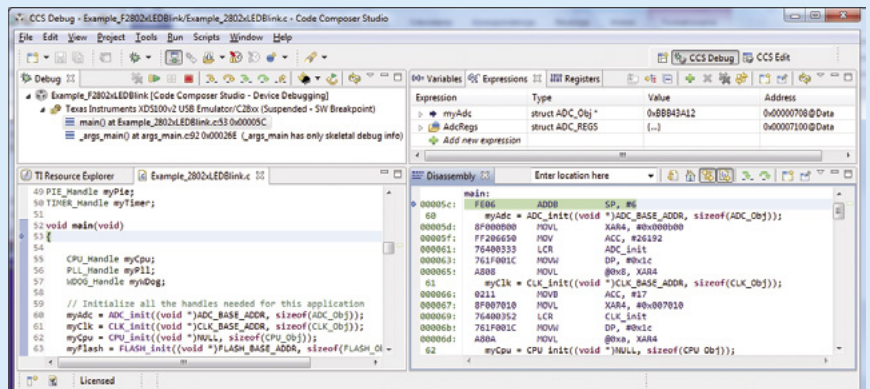 CCS Debug - Example_F2802xLEDBlink/Example_2802xLEDBlink.c - Code Composer Studio
File Edit View Project Tools Run Scripts Window Help
CCS Debug CCS Edit
Debug
Example_F2802xLEDBlink [Code Composer Studio - Device Debugging]
Texas Instruments XDS100v2 USB Emulator/C28xx (Suspended - SW Breakpoint)
main() at Example_2802xLEDBlink.c:53 0x00005C
_args_main() at args_main.c:92 0x00026E (_args_main has only skeletal debug info)
Variables Expressions Registers
Expression Type Value Address
myAdc struct ADC_Obj * 0xBBB43A12 0x00000708@Data
AdcRegs struct ADC_REGS {...} 0x00007100@Data
Add new expression
TI Resource Explorer Example_2802xLEDBlink.c
49 PIE_Handle myPie;
50 TIMER_Handle myTimer;
51
52 void main(void)
53 {
54
55 CPU_Handle myCpu;
56 PLL_Handle myPll;
57 WDOG_Handle myWDog;
58
59 // Initialize all the handles needed for this application
60 myAdc = ADC_init((void *)ADC_BASE_ADDR, sizeof(ADC_Obj));
61 myClk = CLK_init((void *)CLK_BASE_ADDR, sizeof(CLK_Obj));
62 myCpu = CPU_init((void *)NULL, sizeof(CPU_Obj));
63 myFlash = FLASH_init((void *)FLASH_BASE_ADDR, sizeof(FLASH_O
Disassembly Enter location here
main:
00005c: FE06 ADDB SP, #6
60 myAdc = ADC_init((void *)ADC_BASE_ADDR, sizeof(ADC_Obj));
00005d: 8F000B00 MOVL XAR4, #0x000b00
00005f: FF206650 MOV ACC, #26192
000061: 76400333 LCR ADC_init
000063: 761F001C MOVW DP, #0x1c
000065: A808 MOVL @0x8, XAR4
61 myClk = CLK_init((void *)CLK_BASE_ADDR, sizeof(CLK_Obj));
000066: 0211 MOVB ACC, #17
000067: 8F007010 MOVL XAR4, #0x007010
000069: 76400352 LCR CLK_init
00006b: 761F001C MOVW DP, #0x1c
00006d: A80A MOVL @0xa, XAR4
62 myCpu = CPU_init((void *)NULL, sizeof(CPU_Obj));
Licensed